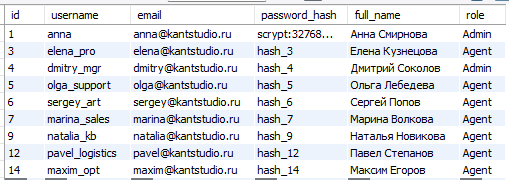 id username email password_hash full_name role
1 anna anna@kantstudio.ru scrypt:32768... Анна Смирнова Admin
3 elena_pro elena@kantstudio.ru hash_3 Елена Кузнецова Agent
4 dmitry_mgr dmitry@kantstudio.ru hash_4 Дмитрий Соколов Admin
5 olga_support olga@kantstudio.ru hash_5 Ольга Лебедева Agent
6 sergey_art sergey@kantstudio.ru hash_6 Сергей Попов Agent
7 marina_sales marina@kantstudio.ru hash_7 Марина Волкова Agent
9 natalia_kb natalia@kantstudio.ru hash_9 Наталья Новикова Agent
12 pavel_logistics pavel@kantstudio.ru hash_12 Павел Степанов Agent
14 maxim_opt maxim@kantstudio.ru hash_14 Максим Егоров Agent